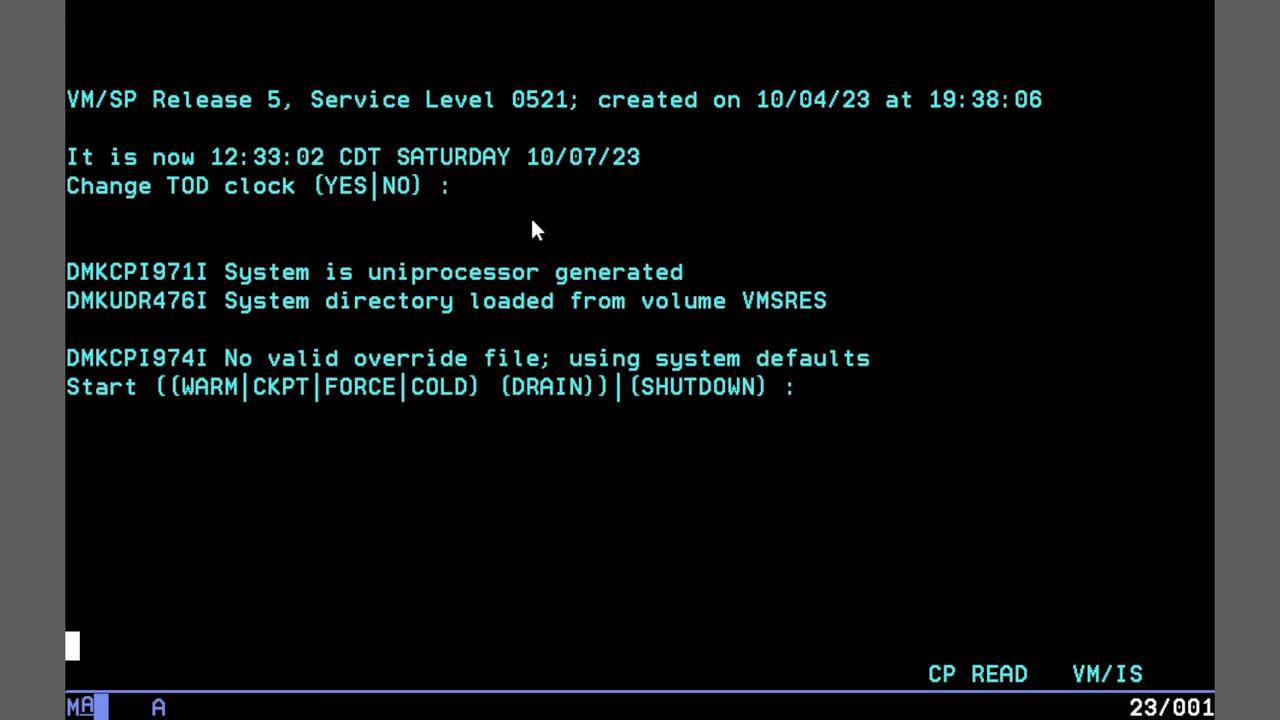 VM/SP Release 5, Service Level 0521; created on 10/04/23 at 19:38:06
It is now 12:33:02 CDT SATURDAY 10/07/23
Change TOD clock (YES|NO) :
DMKCPI971I System is uniprocessor generated
DMKUDR476I System directory loaded from volume VMSRES
DMKCPI974I No valid override file; using system defaults
Start ((WARM|CKPT|FORCE|COLD) (DRAIN))|(SHUTDOWN) :
CP READ VM/IS
MA A 23/001